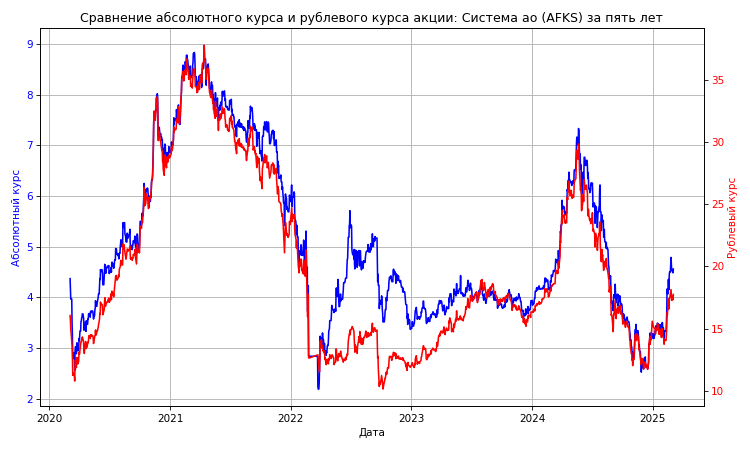 Сравнение абсолютного курса и рублевого курса акции: Система ао (AFKS) за пять лет
Абсолютный курс
9
8
7
6
5
4
3
2
35
30
25
20
15
10
Рублевый курс
2020 2021 2022 2023 2024 2025
Дата